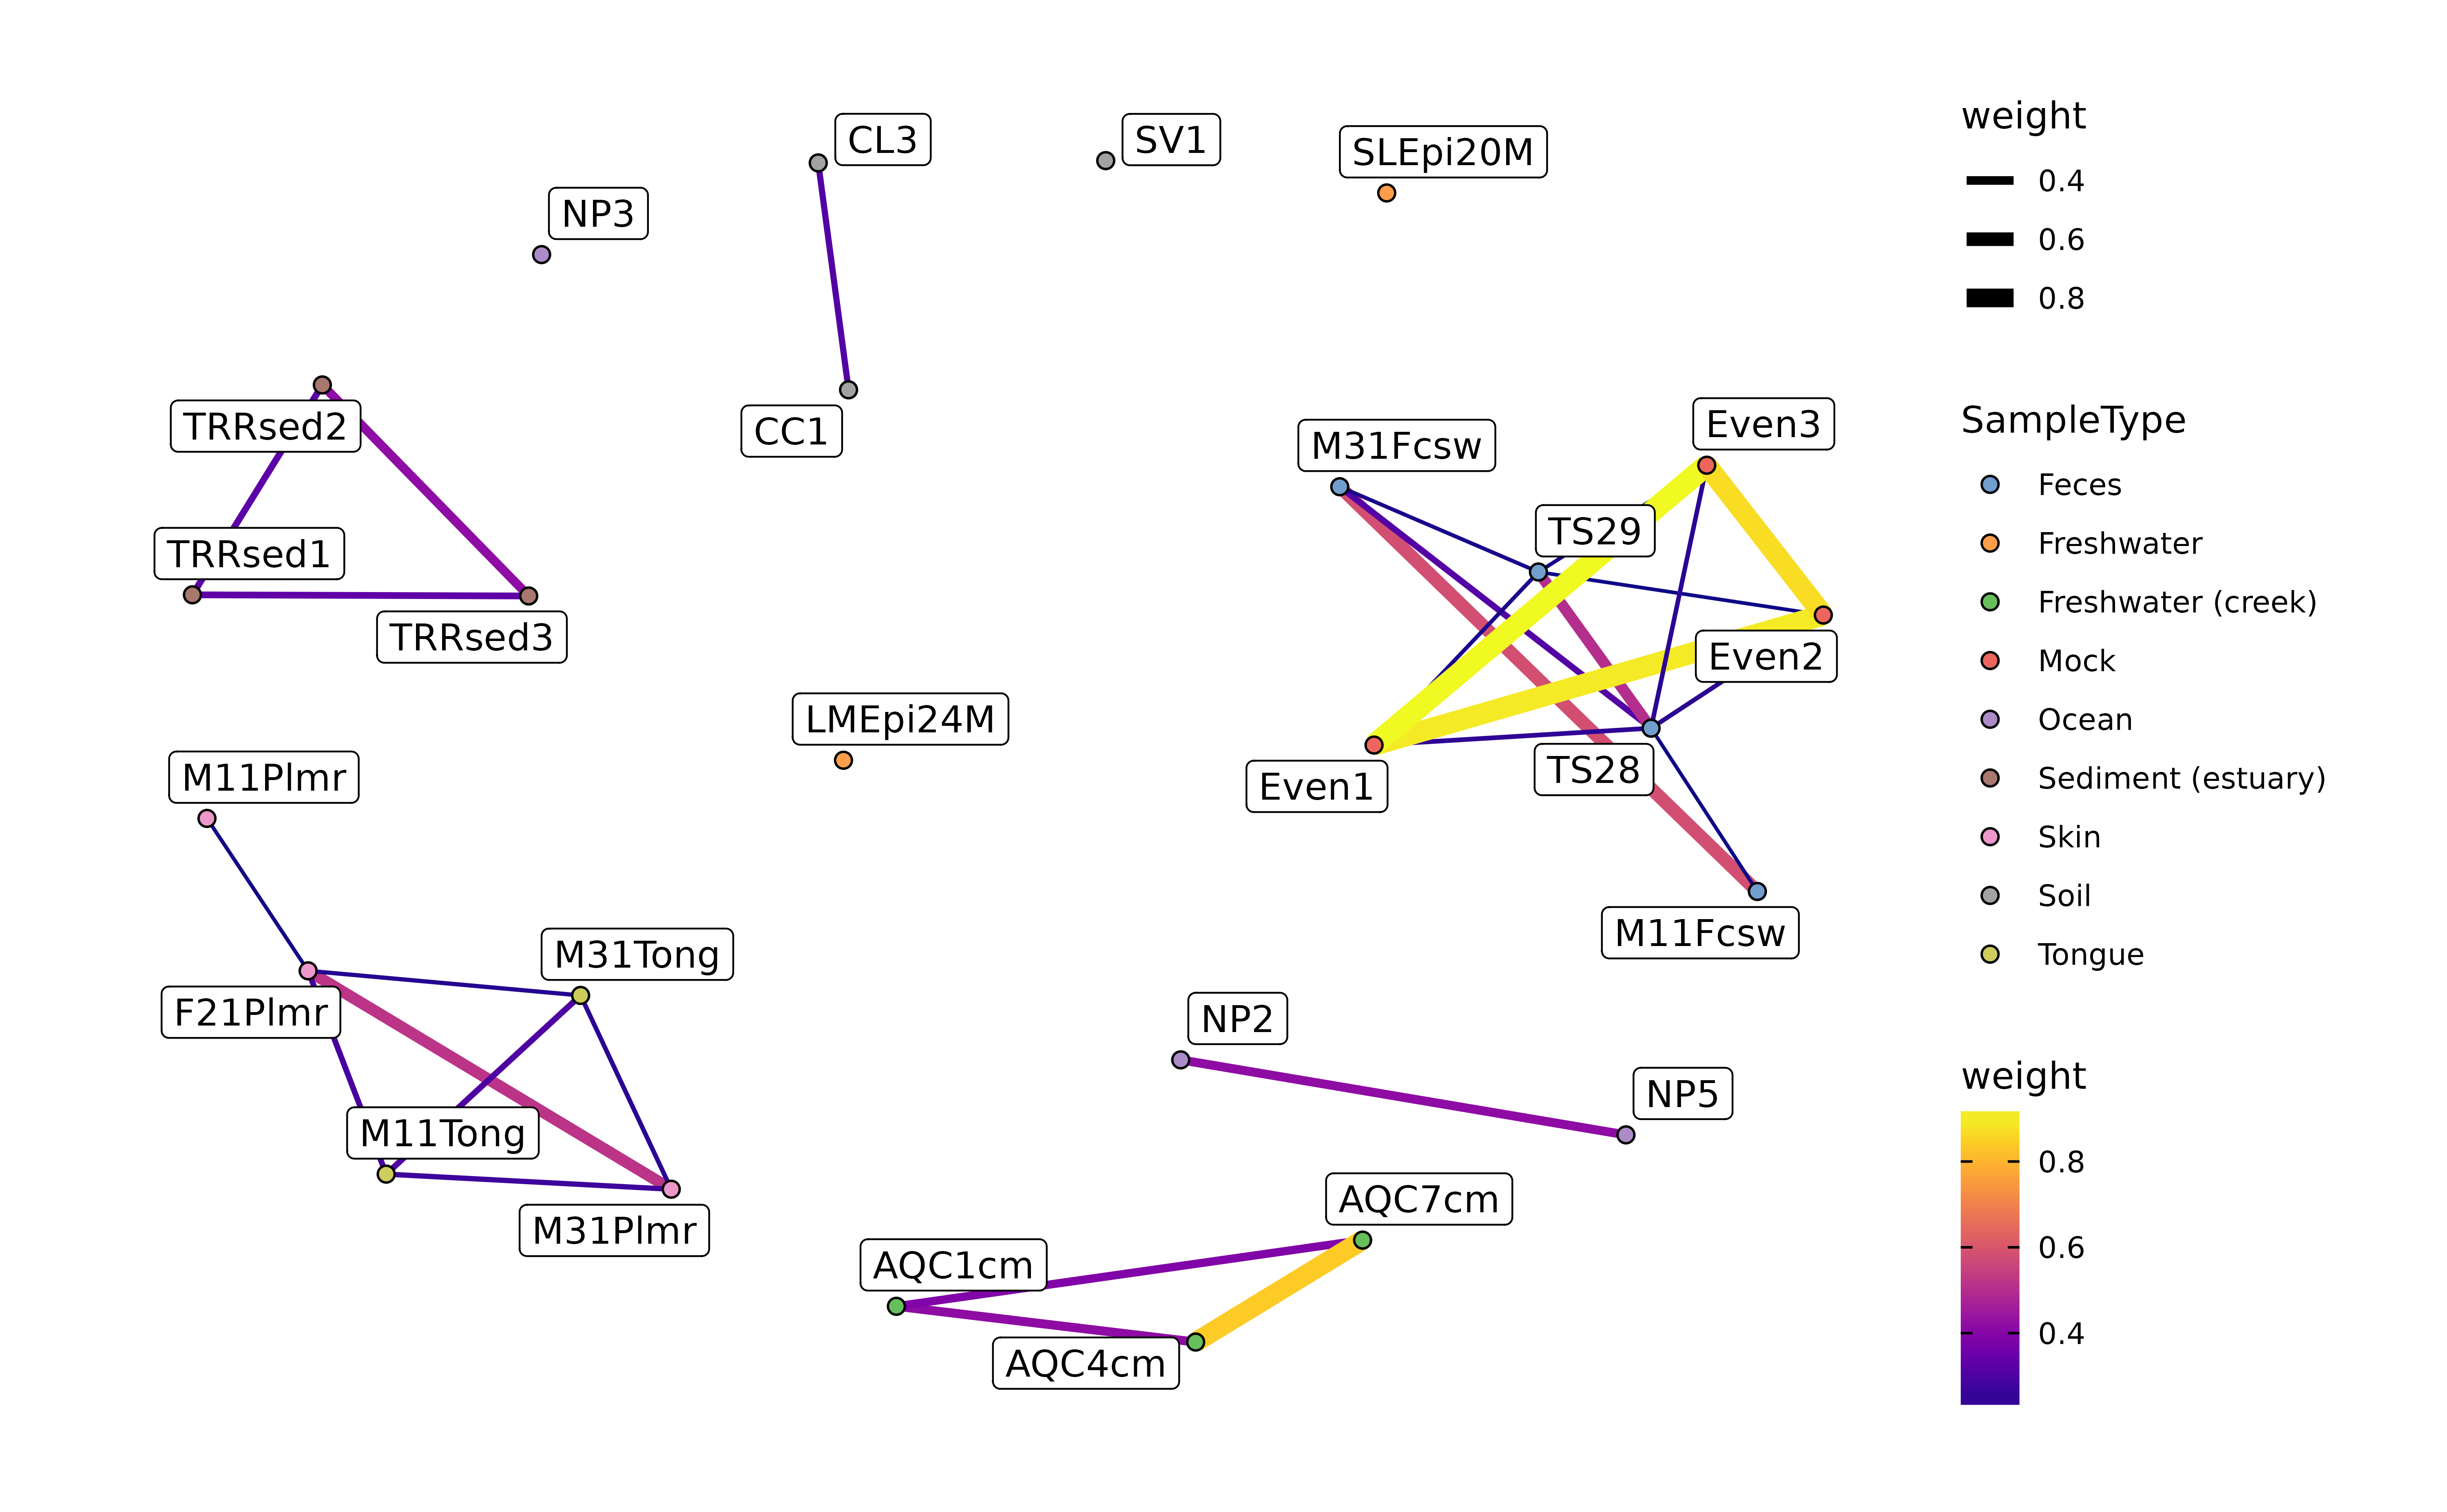 CL3
SV1
SLEpi20M
NP3
TRRsed2
CC1
M31Fcsw
Even3
TS29
TRRsed1
TRRsed3
Even2
LMEpi24M
TS28
Even1
M11Plmr
M11Fcsw
M31Tong
F21Plmr
NP2
NP5
M11Tong
M31Plmr
AQC7cm
AQC1cm
AQC4cm
weight
0.4
0.6
0.8
SampleType
Feces
Freshwater
Freshwater (creek)
Mock
Ocean
Sediment (estuary)
Skin
Soil
Tongue
weight
0.8
0.6
0.4